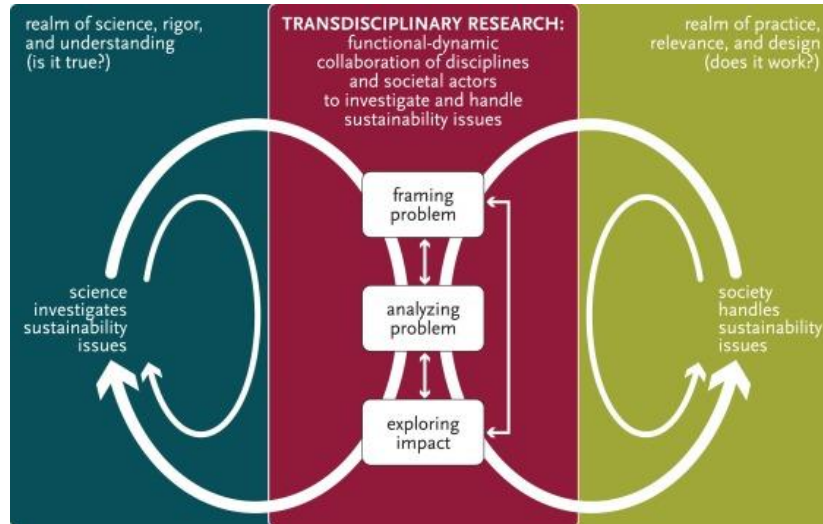 realm of science, rigor,
and understanding
(is it true?)
TRANSDISCIPLINARY RESEARCH:
functional-dynamic
collaboration of disciplines
and societal actors
to investigate and handle
sustainability issues
realm of practice,
relevance, and design
(does it work?)
framing
problem
science
investigates
sustainability
issues
analyzing
problem
society
handles
sustainability
issues
exploring
impact